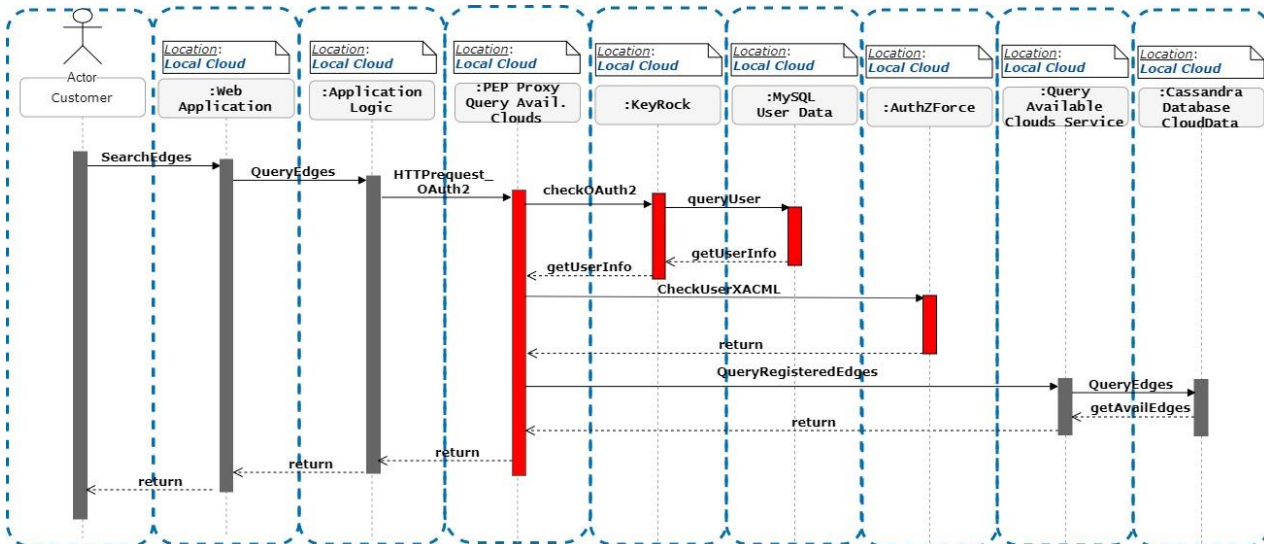 Actor
Customer
Location:
Local Cloud
:Web
Application
Location:
Local Cloud
:Application
Logic
Location:
Local Cloud
:PEP Proxy
Query Avail.
Clouds
Location:
Local Cloud
:KeyRock
Location:
Local Cloud
:MySQL
User Data
Location:
Local Cloud
:AuthZForce
Location:
Local Cloud
:Query
Available
Clouds Service
Location:
Local Cloud
:Cassandra
Database
CloudData
SearchEdges
QueryEdges
HTTPrequest_
OAuth2
checkOAuth2
queryUser
getUserInfo
getUserInfo
CheckUserXACML
return
QueryRegisteredEdges
QueryEdges
getAvailEdges
return
return
return
return